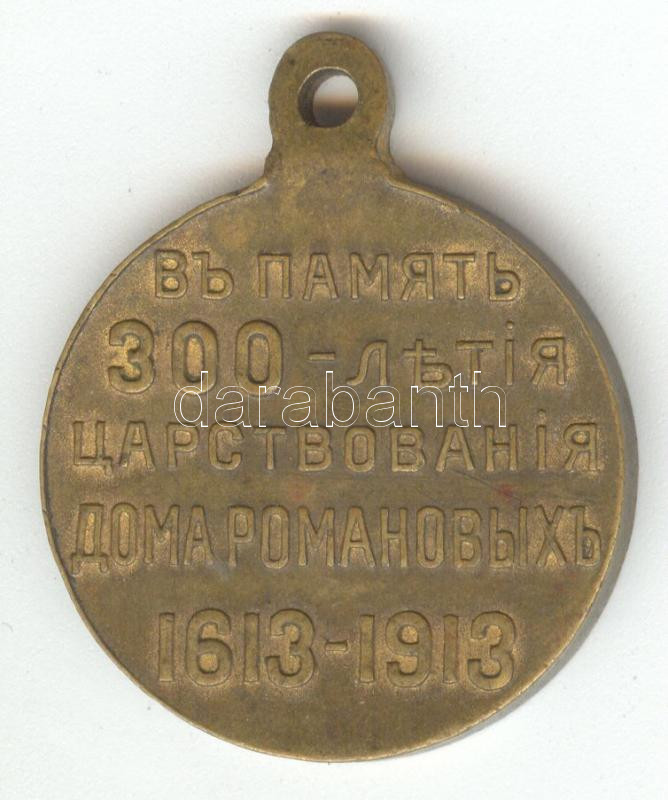 ВЪ ПАМЯТЬ
300-ЛѢТІЯ
darabanth
ЦАРСТВОВАНІЯ
ДОМА РОМАНОВЫХЪ
1613-1913